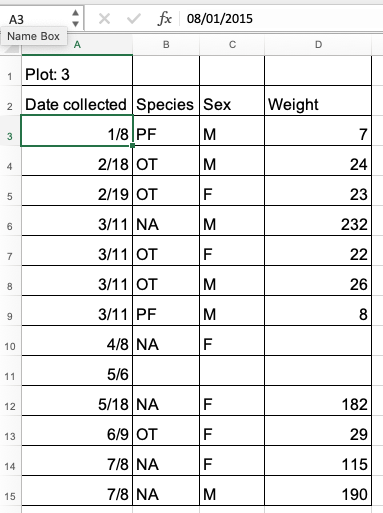 A3 fx 08/01/2015
Name Box
A B C D
1 Plot: 3
2 Date collected Species Sex Weight
3 1/8 PF M 7
4 2/18 OT M 24
5 2/19 OT F 23
6 3/11 NA M 232
7 3/11 OT F 22
8 3/11 OT M 26
9 3/11 PF M 8
10 4/8 NA F
11 5/6
12 5/18 NA F 182
13 6/9 OT F 29
14 7/8 NA F 115
15 7/8 NA M 190